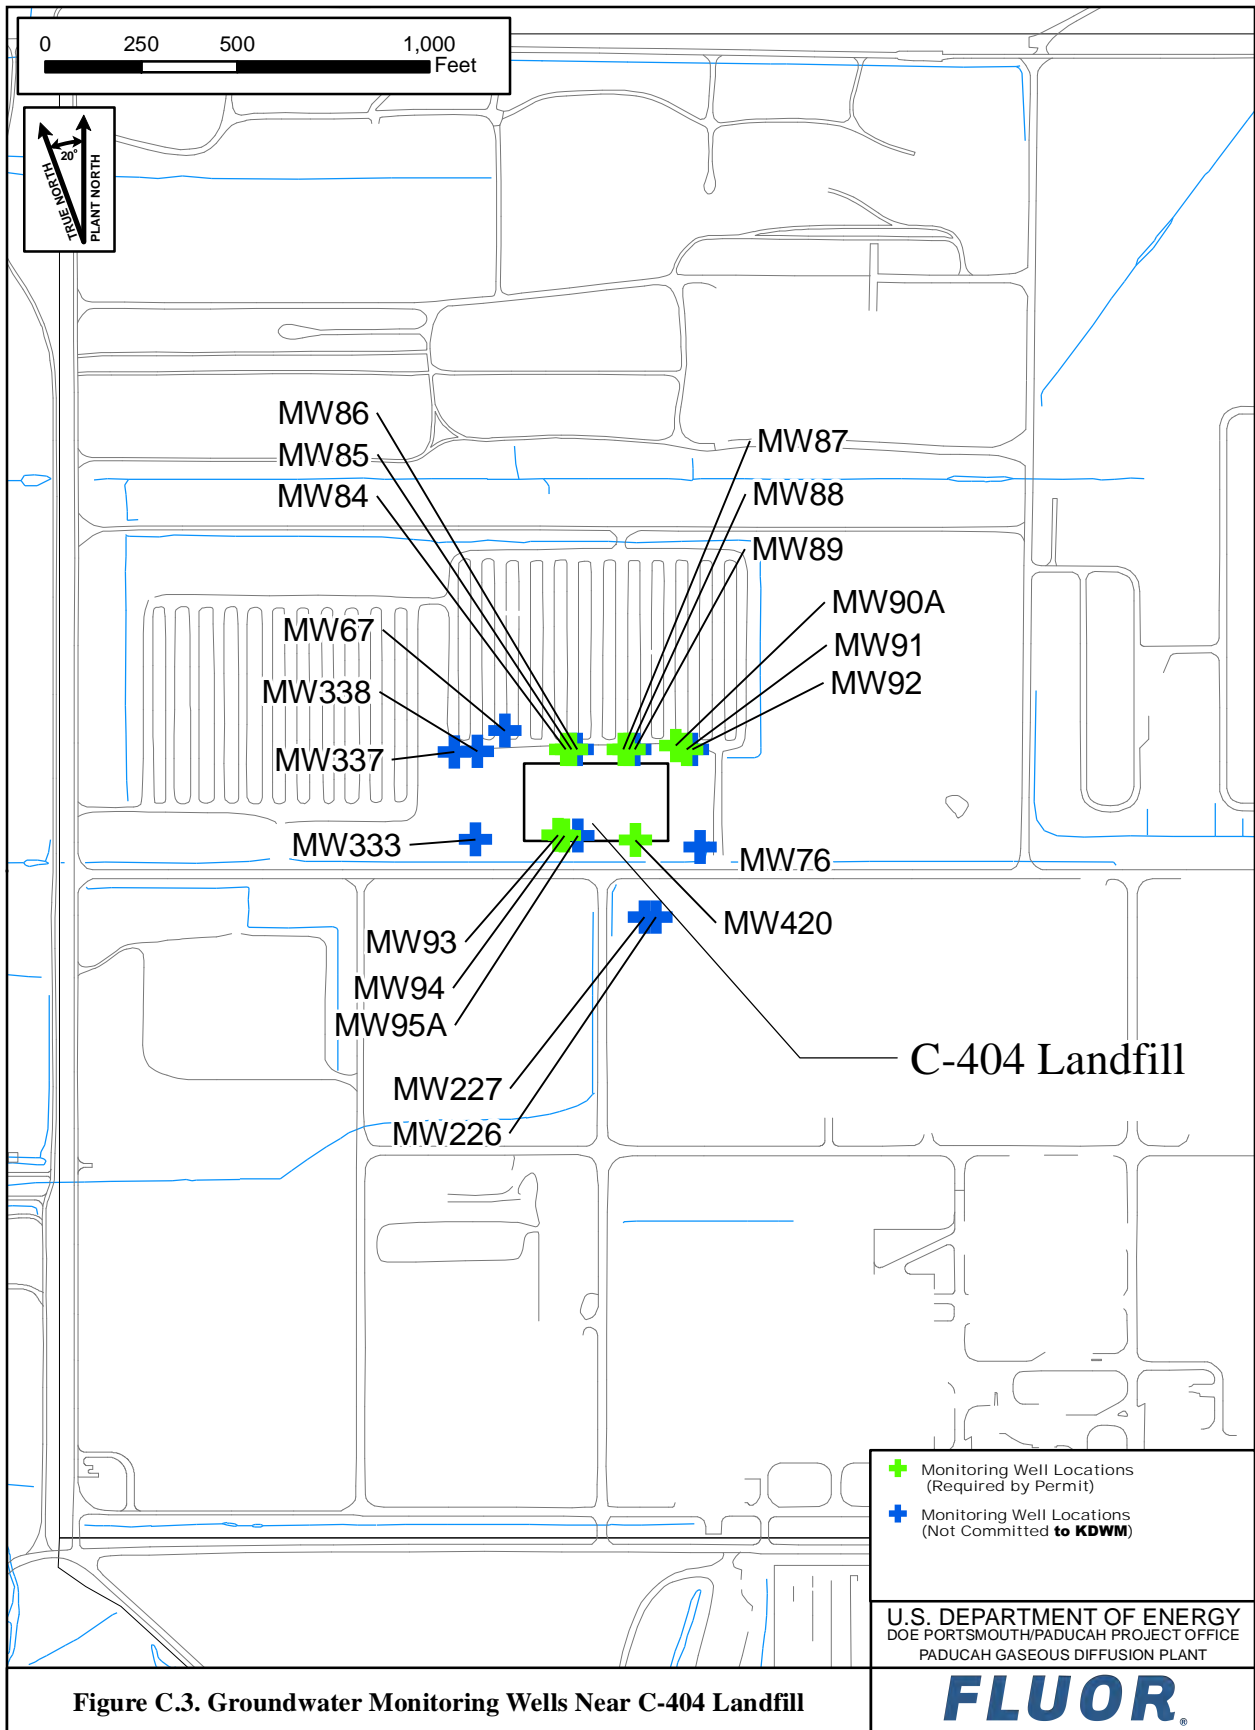 0 250 500 1,000
Feet
20°
TRUE NORTH
PLANT NORTH
MW86
MW85
MW84
MW87
MW88
MW89
MW90A
MW91
MW92
MW67
MW338
MW337
MW333
MW76
MW420
MW93
MW94
MW95A
MW227
MW226
C-404 Landfill
Monitoring Well Locations
(Required by Permit)
Monitoring Well Locations
(Not Committed to KDWM)
U.S. DEPARTMENT OF ENERGY
DOE PORTSMOUTH/PADUCAH PROJECT OFFICE
PADUCAH GASEOUS DIFFUSION PLANT
Figure C.3. Groundwater Monitoring Wells Near C-404 Landfill
FLUOR®